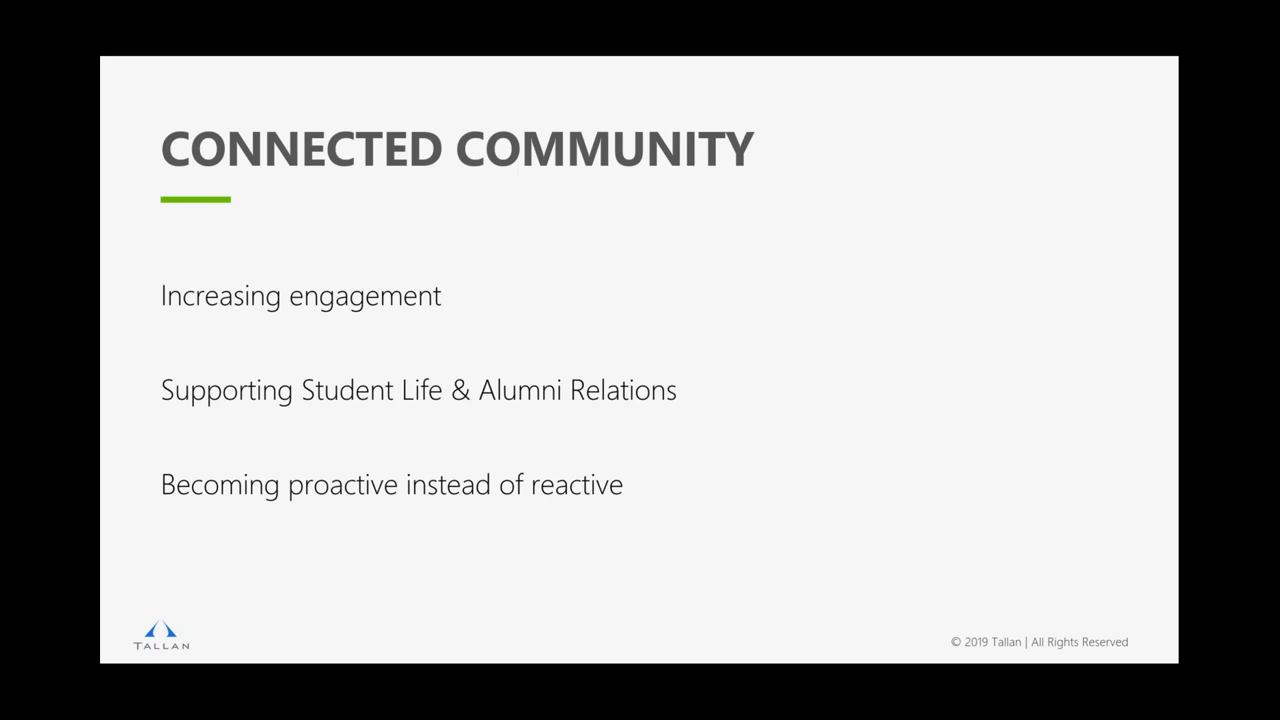 CONNECTED COMMUNITY
Increasing engagement
Supporting Student Life & Alumni Relations
Becoming proactive instead of reactive
TALLAN
© 2019 Tallan | All Rights Reserved